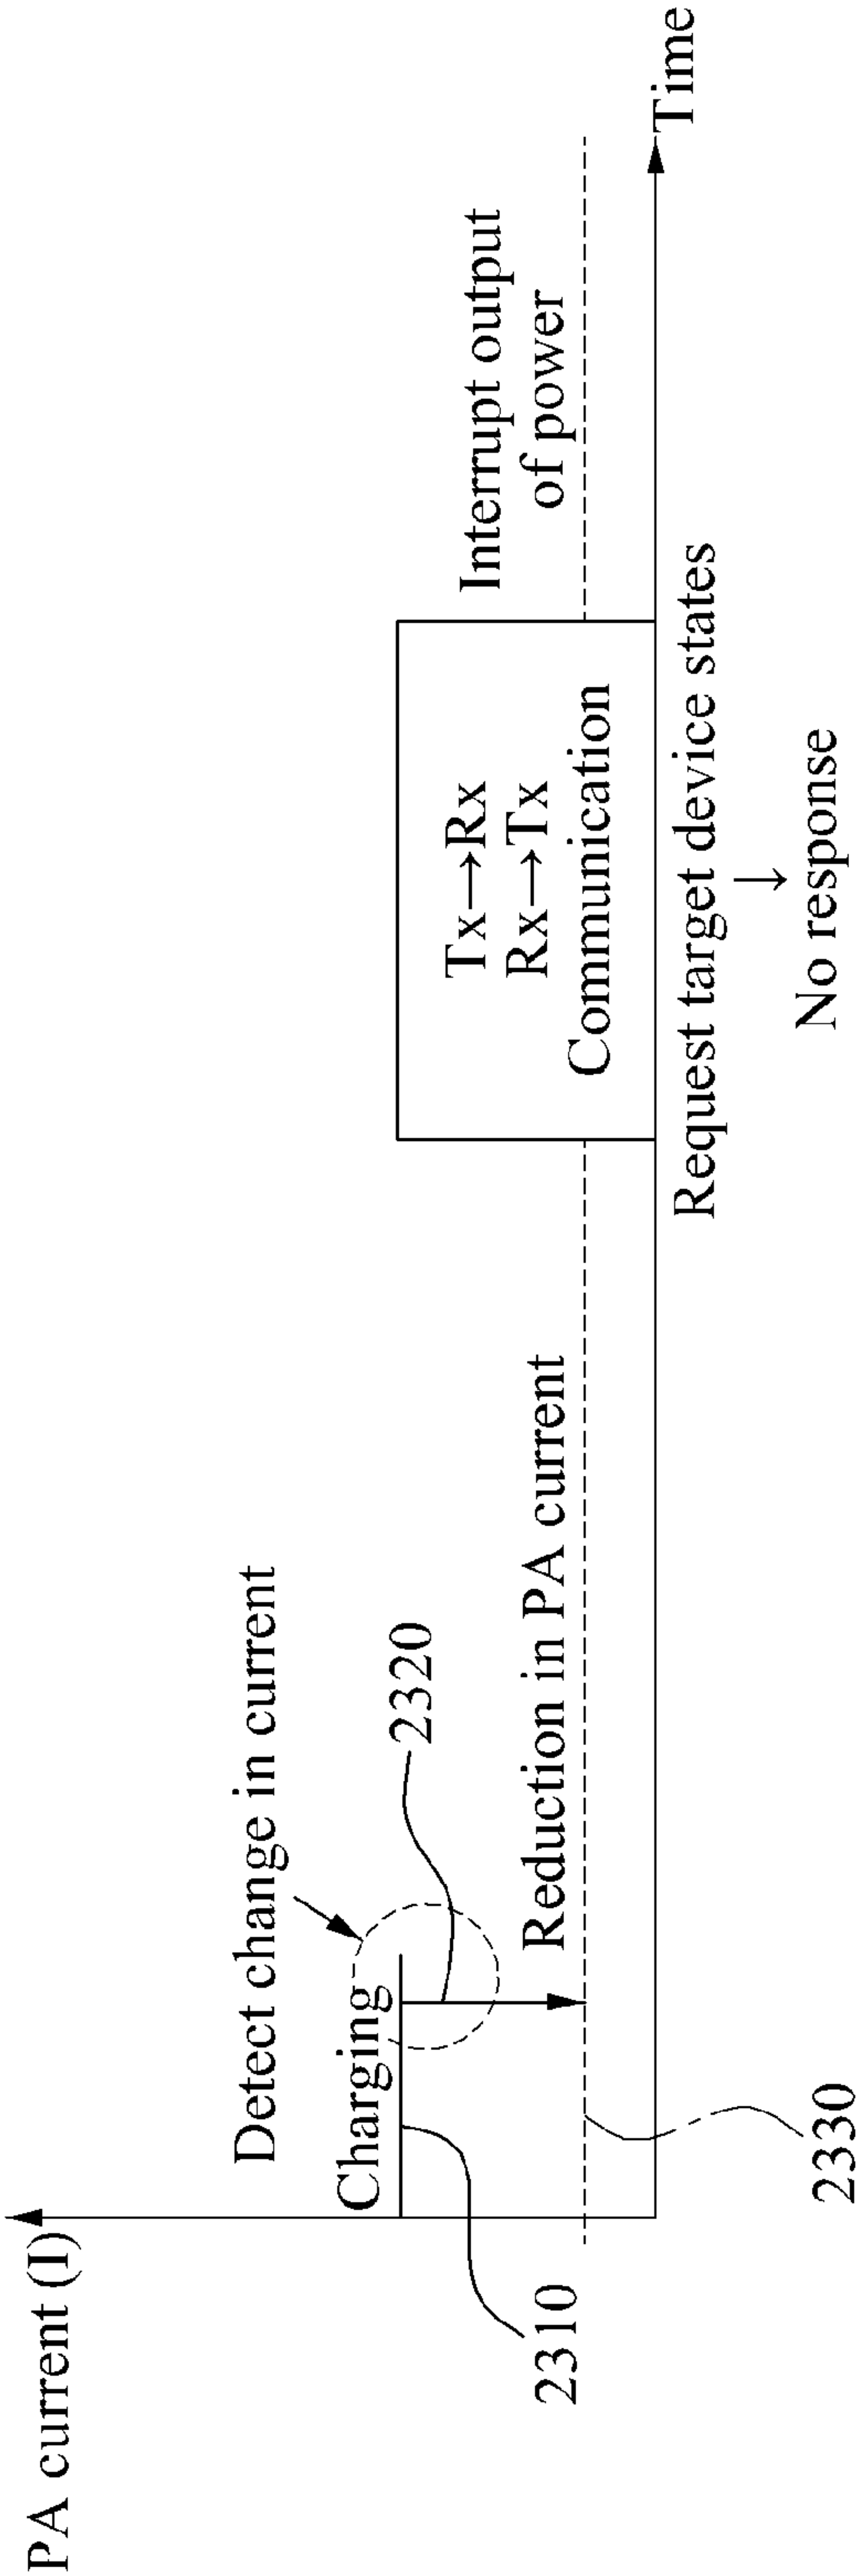 PA current (I)
Detect change in current
Charging
2310
2320
Reduction in PA current
2330
Tx→Rx
Rx→Tx
Communication
Interrupt output
of power
Time
Request target device states
↓
No response